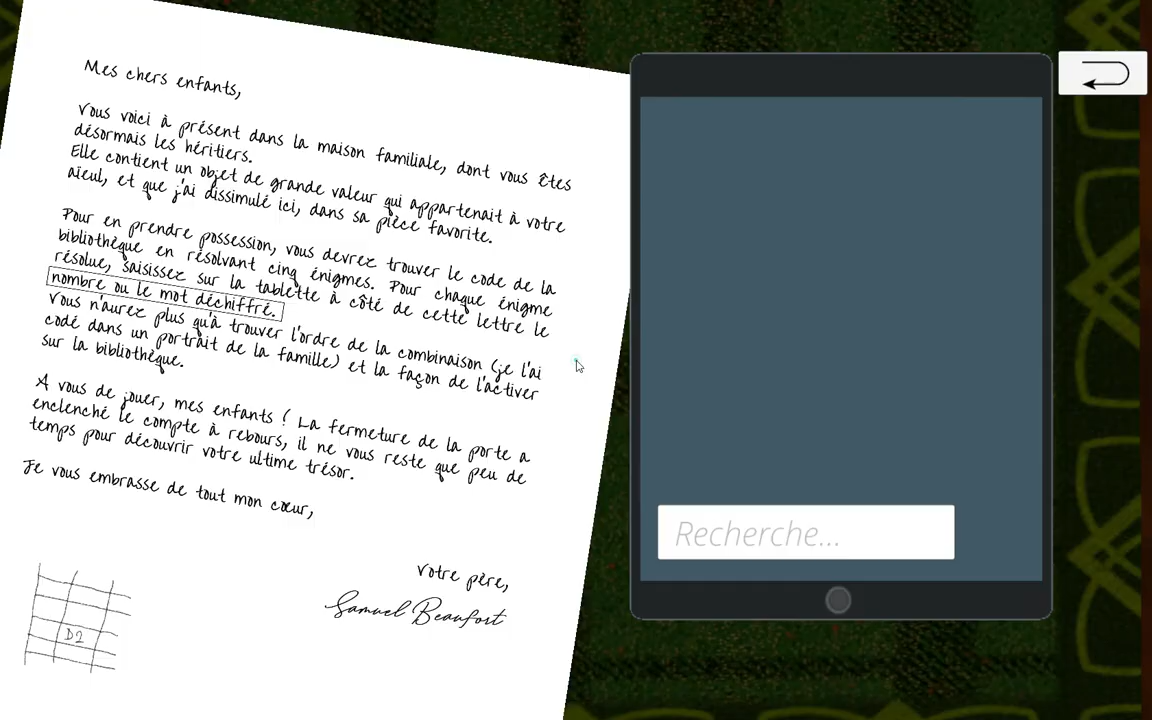 Mes chers enfants,
Vous voici à présent dans la maison familiale, dont vous êtes
désormais les héritiers.
Elle contient un objet de grande valeur qui appartenait à votre
aïeul, et que j'ai dissimulé ici, dans sa pièce favorite.
Pour en prendre possession, vous devrez trouver le code de la
bibliothèque en résolvant cinq énigmes. Pour chaque énigme
résolue, saisissez sur la tablette à côté de cette lettre le
nombre ou le mot déchiffré.
Vous n'aurez plus qu'à trouver l'ordre de la combinaison (je l'ai
codé dans un portrait de la famille) et la façon de l'activer
sur la bibliothèque.
A vous de jouer, mes enfants ! La fermeture de la porte a
enclenché le compte à rebours, il ne vous reste que peu de
temps pour découvrir votre ultime trésor.
Je vous embrasse de tout mon cœur,
Votre père,
Samuel Beaufort
D2
Recherche...